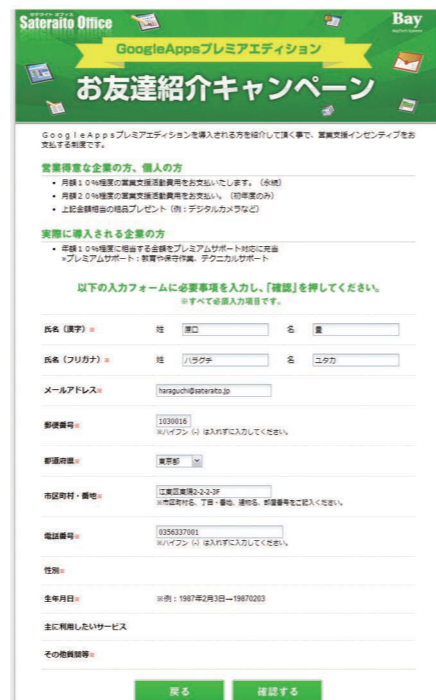 サテライト オフィス
Sateraito Office
Bay
GoogleAppsプレミアエディション
お友達紹介キャンペーン
GoogleAppsプレミアエディションを導入される方を紹介して頂く事で、営業支援インセンティブをお
支払する制度です。
営業得意な企業の方、個人の方
• 月額10%程度の営業支援活動費用をお支払いたします。(永続)
• 月額20%程度の営業支援活動費用をお支払い。(初年度のみ)
• 上記金額相当の粗品プレゼント(例:デジタルカメラなど)
実際に導入される企業の方
• 年額10%程度に相当する金額をプレミアムサポート対応に充当
»プレミアムサポート:教育や保守作業、テクニカルサポート
以下の入力フォームに必要事項を入力し、「確認」を押してください。
※すべて必須入力項目です。
氏名(漢字)※ 姓 原口 名 豊
氏名(フリガナ)※ 姓 ハラグチ 名 ユタカ
メールアドレス※ haraguchi@sateraito.jp
郵便番号※ 1030016
※ハイフン(-)は入れずに入力してください。
都道府県※ 東京都
市区町村・番地※ 江東区東陽2-2-2-3F
※市区町村名、丁目・番地、建物名、部屋番号をご記入ください。
電話番号※ 0356337001
※ハイフン(-)は入れずに入力してください。
性別※
生年月日※ ※例:1987年2月3日→19870203
主に利用したいサービス
その他質問等※
戻る 確認する